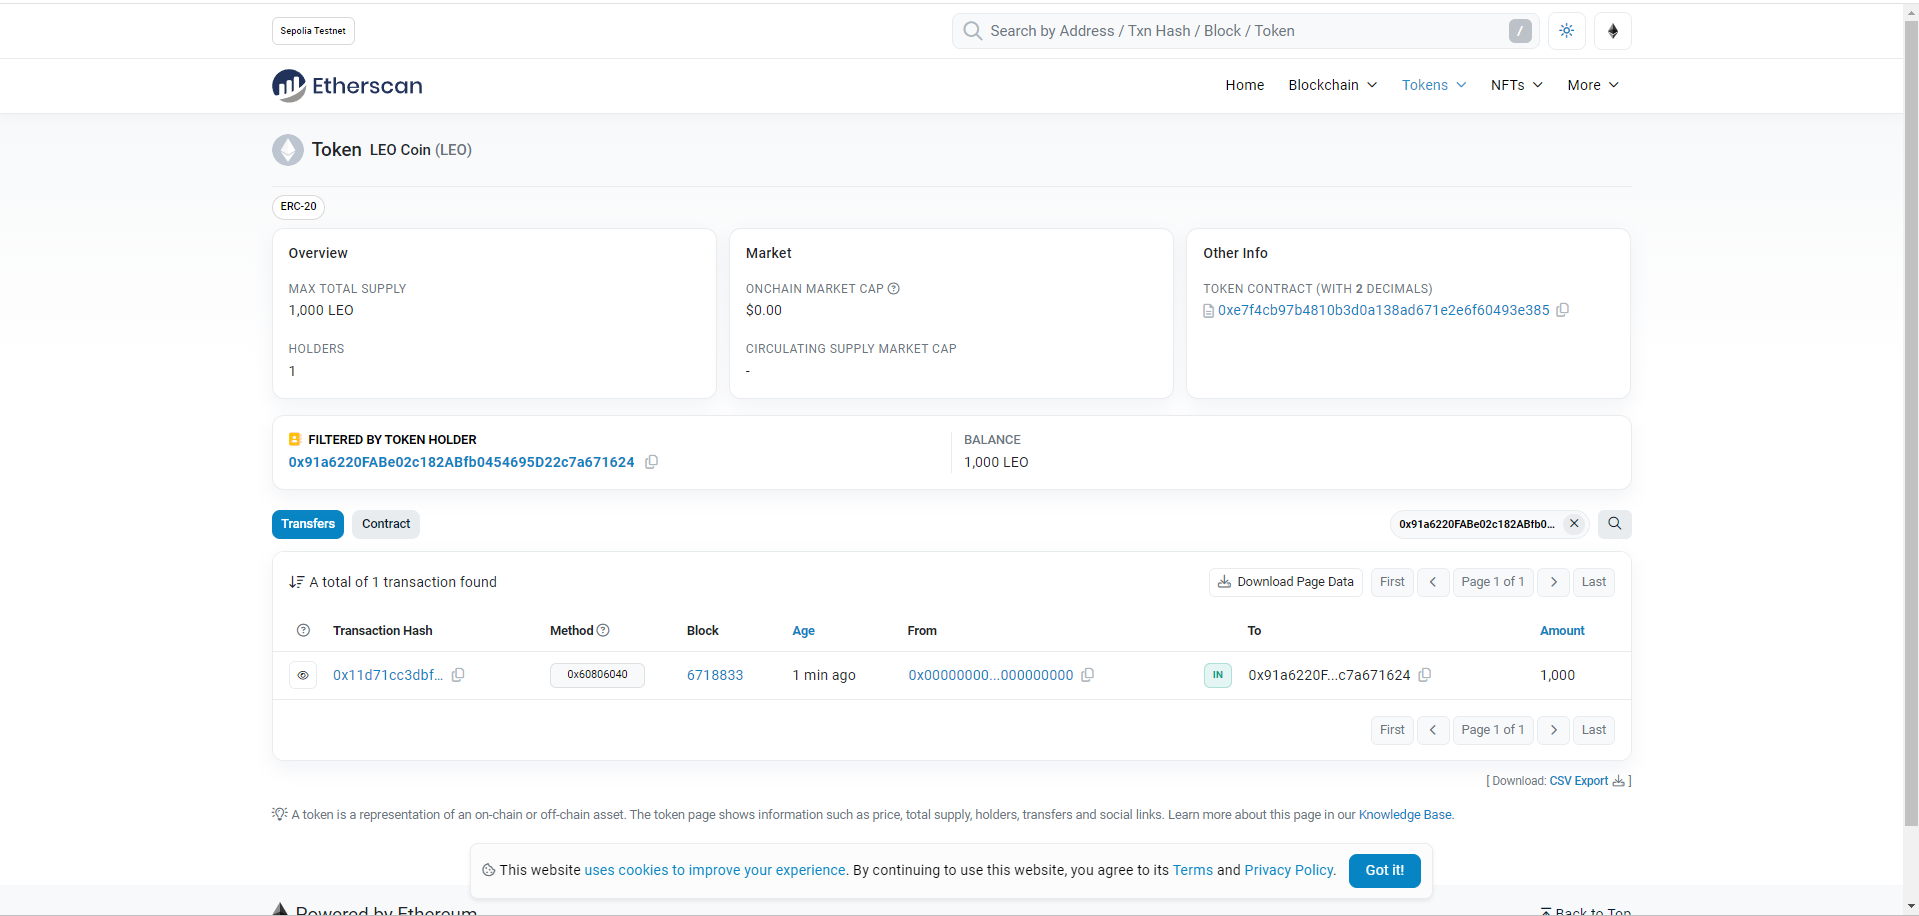 Sepolia Testnet
Search by Address / Txn Hash / Block / Token /
Etherscan
Home Blockchain Tokens NFTs More
Token LEO Coin (LEO)
ERC-20
Overview
MAX TOTAL SUPPLY
1,000 LEO
HOLDERS
1
Market
ONCHAIN MARKET CAP
$0.00
CIRCULATING SUPPLY MARKET CAP
-
Other Info
TOKEN CONTRACT (WITH 2 DECIMALS)
0xe7f4cb97b4810b3d0a138ad671e2e6f60493e385
FILTERED BY TOKEN HOLDER
0x91a6220FABe02c182ABfb0454695D22c7a671624
BALANCE
1,000 LEO
Transfers Contract
0x91a6220FABe02c182ABfb0...
A total of 1 transaction found
Download Page Data First Page 1 of 1 Last
Transaction Hash Method Block Age From To Amount
0x11d71cc3dbf... 0x60806040 6718833 1 min ago 0x00000000...000000000 IN 0x91a6220F...c7a671624 1,000
First Page 1 of 1 Last
[ Download: CSV Export ]
A token is a representation of an on-chain or off-chain asset. The token page shows information such as price, total supply, holders, transfers and social links. Learn more about this page in our Knowledge Base.
This website uses cookies to improve your experience. By continuing to use this website, you agree to its Terms and Privacy Policy. Got it!
Powered by Ethereum
Back to Top